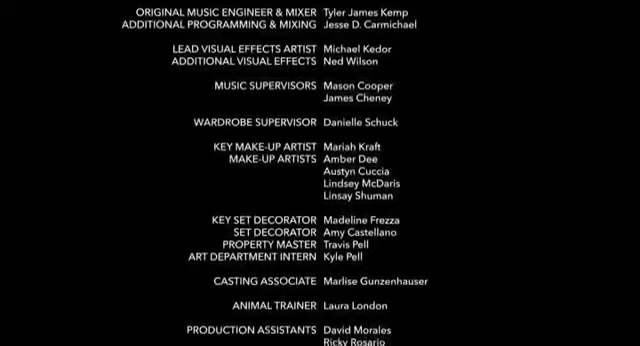 ORIGINAL MUSIC ENGINEER & MIXER Tyler James Kemp
ADDITIONAL PROGRAMMING & MIXING Jesse D. Carmichael
LEAD VISUAL EFFECTS ARTIST Michael Kedor
ADDITIONAL VISUAL EFFECTS Ned Wilson
MUSIC SUPERVISORS Mason Cooper
James Cheney
WARDROBE SUPERVISOR Danielle Schuck
KEY MAKE-UP ARTIST Mariah Kraft
MAKE-UP ARTISTS Amber Dee
Austyn Cuccia
Lindsey McDaris
Linsay Shuman
KEY SET DECORATOR Madeline Frezza
SET DECORATOR Amy Castellano
PROPERTY MASTER Travis Pell
ART DEPARTMENT INTERN Kyle Pell
CASTING ASSOCIATE Marlise Gunzenhauser
ANIMAL TRAINER Laura London
PRODUCTION ASSISTANTS David Morales
Ricky Rosario